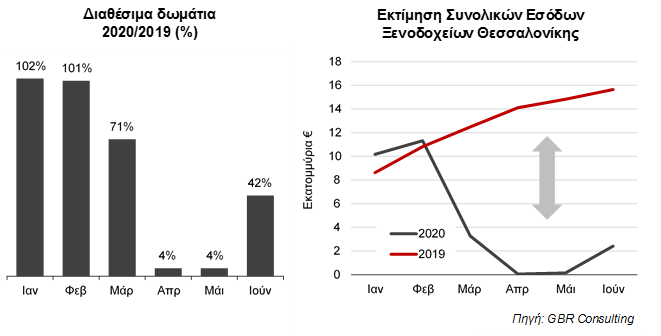 Διαθέσιμα δωμάτια
2020/2019 (%)
102%
101%
71%
4%
4%
42%
Ιαν
Φεβ
Μάρ
Απρ
Μάι
Ιούν
Εκτίμηση Συνολικών Εσόδων
Ξενοδοχείων Θεσσαλονίκης
Εκατομμύρια €
16
14
12
10
8
6
4
2
0
2020
2019
Ιαν
Φεβ
Μάρ
Απρ
Μάι
Ιούν
Πηγή: GBR Consulting